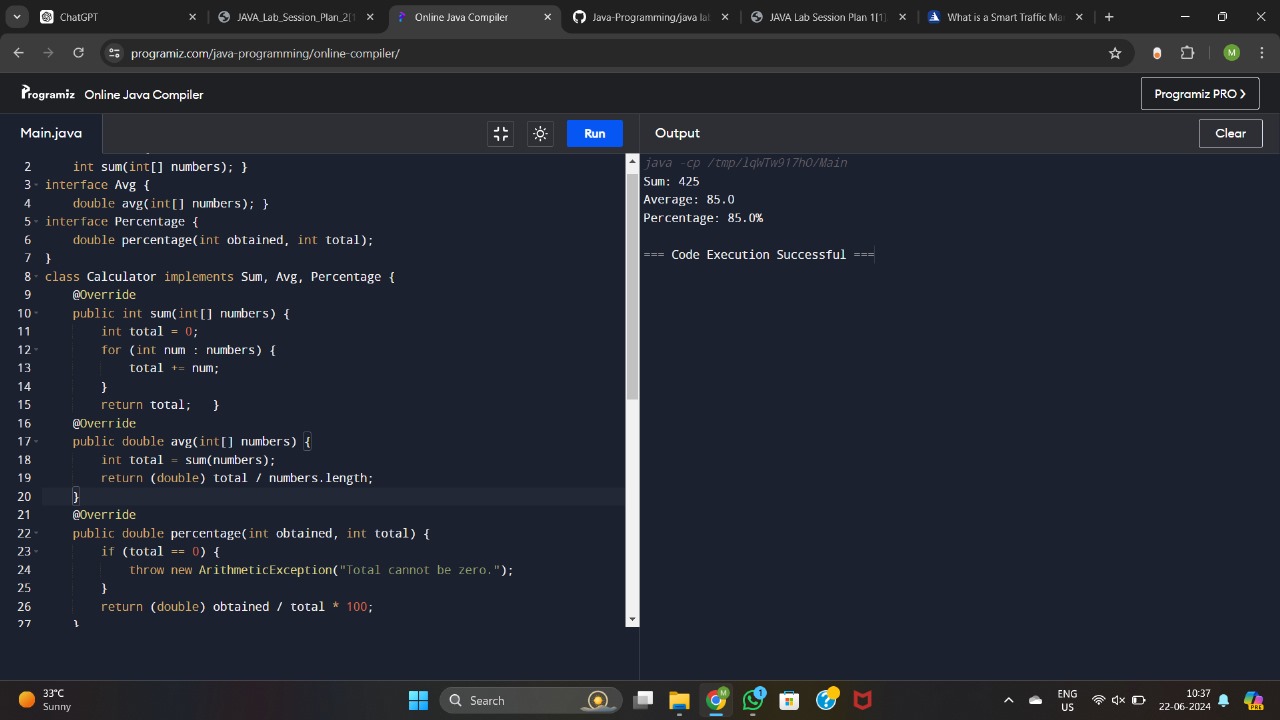 ChatGPT
JAVA_Lab_Session_Plan_2[1
Online Java Compiler
Java-Programming/java lab
JAVA Lab Session Plan 1[1]
What is a Smart Traffic Ma
programiz.com/java-programming/online-compiler/
M
Programiz Online Java Compiler
Programiz PRO
Main.java
Run
Output
Clear
2 int sum(int[] numbers); }
3 interface Avg {
4 double avg(int[] numbers); }
5 interface Percentage {
6 double percentage(int obtained, int total);
7 }
8 class Calculator implements Sum, Avg, Percentage {
9 @Override
10 public int sum(int[] numbers) {
11 int total = 0;
12 for (int num : numbers) {
13 total += num;
14 }
15 return total; }
16 @Override
17 public double avg(int[] numbers) {
18 int total = sum(numbers);
19 return (double) total / numbers.length;
20 }
21 @Override
22 public double percentage(int obtained, int total) {
23 if (total == 0) {
24 throw new ArithmeticException("Total cannot be zero.");
25 }
26 return (double) obtained / total * 100;
27 }
java -cp /tmp/lqWTw917hO/Main
Sum: 425
Average: 85.0
Percentage: 85.0%
=== Code Execution Successful ===
33°C
Sunny
Search
M
1
ENG
US
10:37
22-06-2024
PRE